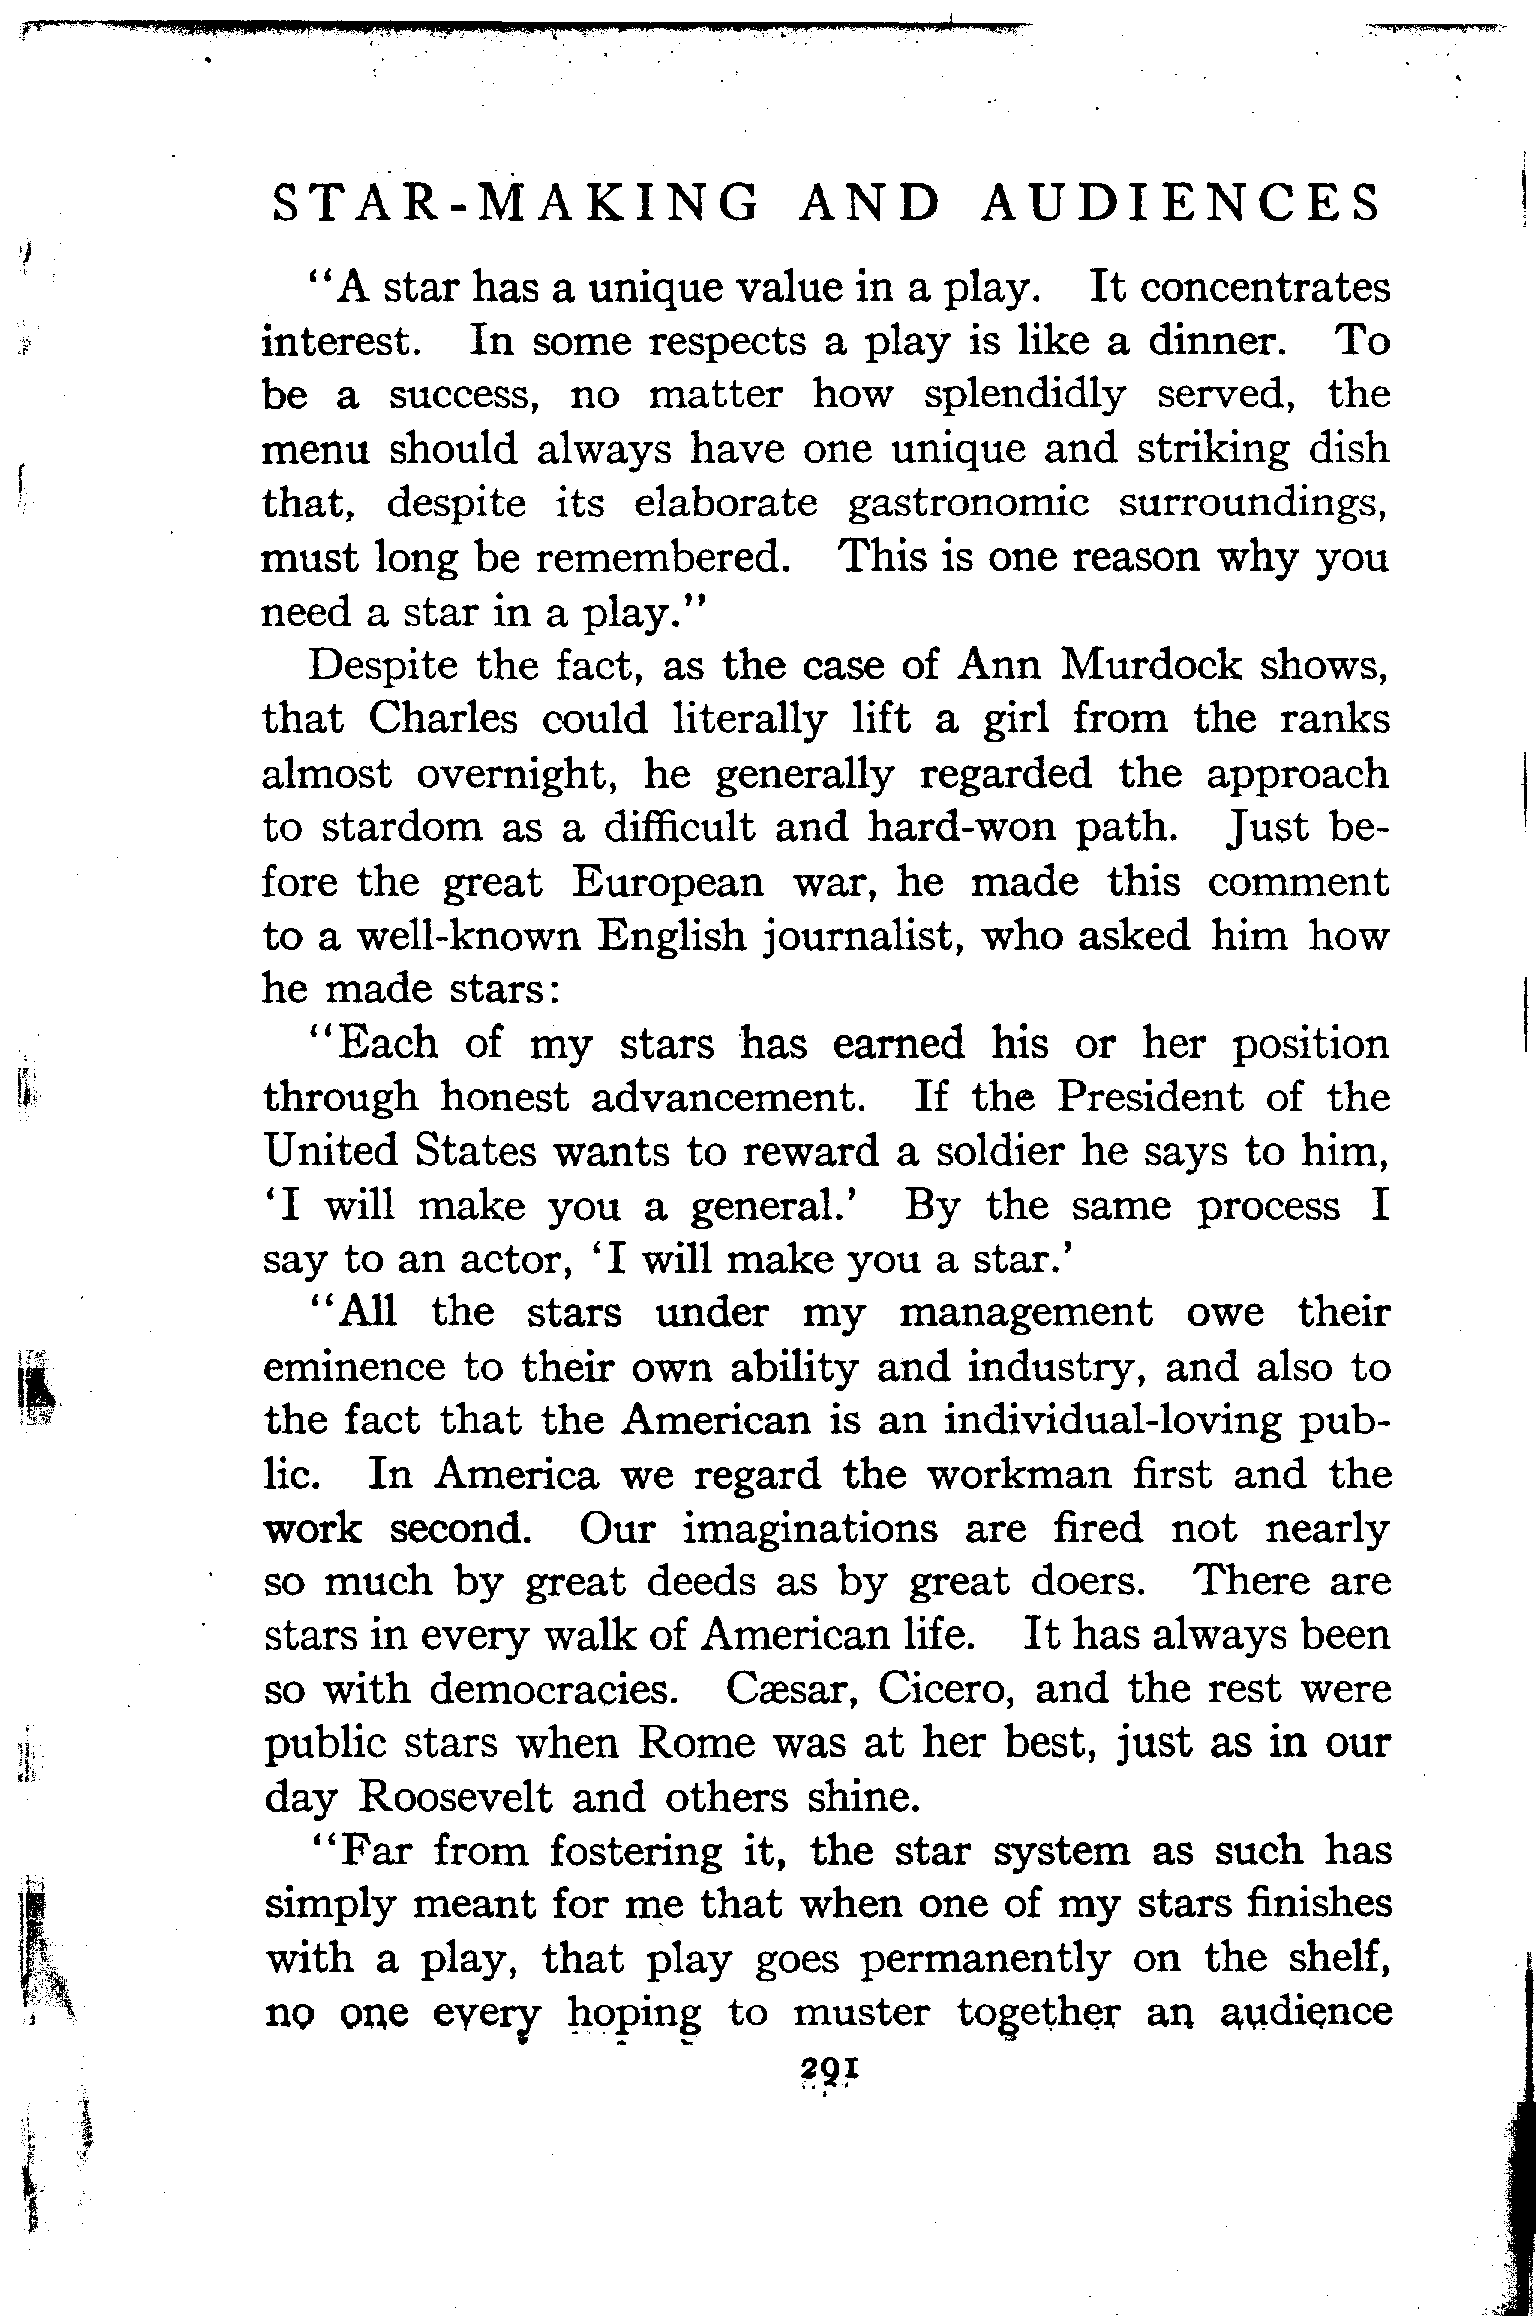 STAR-MAKING AND AUDIENCES
"A star has a unique value in a play. It concentrates
interest. In some respects a play is like a dinner. To
be a success, no matter how splendidly served, the
menu should always have one unique and striking dish
that, despite its elaborate gastronomic surroundings,
must long be remembered. This is one reason why you
need a star in a play."
Despite the fact, as the case of Ann Murdock shows,
that Charles could literally lift a girl from the ranks
almost overnight, he generally regarded the approach
to stardom as a difficult and hard-won path. Just be-
fore the great European war, he made this comment
to a well-known English journalist, who asked him how
he made stars:
"Each of my stars has earned his or her position
through honest advancement. If the President of the
United States wants to reward a soldier he says to him,
'I will make you a general.' By the same process I
say to an actor, 'I will make you a star.'
"All the stars under my management owe their
eminence to their own ability and industry, and also to
the fact that the American is an individual-loving pub-
lic. In America we regard the workman first and the
work second. Our imaginations are fired not nearly
so much by great deeds as by great doers. There are
stars in every walk of American life. It has always been
so with democracies. Cæsar, Cicero, and the rest were
public stars when Rome was at her best, just as in our
day Roosevelt and others shine.
"Far from fostering it, the star system as such has
simply meant for me that when one of my stars finishes
with a play, that play goes permanently on the shelf,
no one every hoping to muster together an audience
291